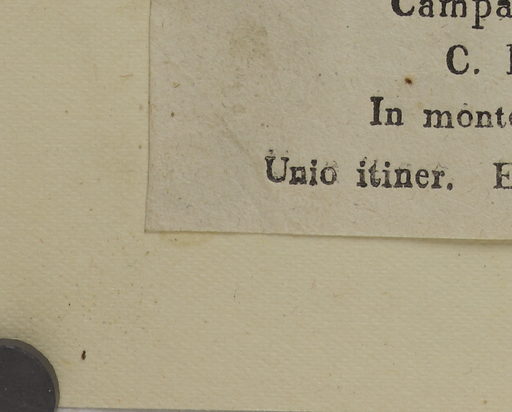 Campa
C.
In monte
Unio itiner. E